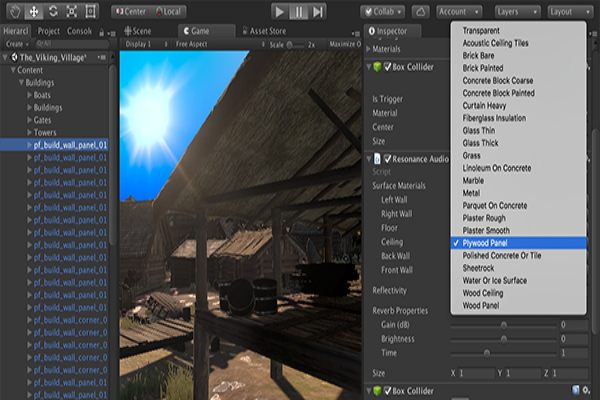 Center Local
Collab Account Layers Layout
Hierarcl Project Consol
Create
The_Viking_Village*
Content
Buildings
Boats
Buildings
Gates
Towers
pf_build_wall_panel_01
pf_build_wall_panel_01
pf_build_wall_panel_01
pf_build_wall_panel_01
pf_build_wall_panel_01
pf_build_wall_panel_01
pf_build_wall_panel_01
pf_build_wall_panel_01
pf_build_wall_panel_01
pf_build_wall_panel_01
pf_build_wall_panel_01
pf_build_wall_panel_01
pf_build_wall_panel_01
pf_build_wall_panel_01
pf_build_wall_corner_0
pf_build_wall_corner_0
pf_build_wall_corner_0
pf_build_wall_corner_0
pf_build_wall_panel_01
pf_build_wall_panel_01
Scene Game Asset Store
Display 1 Free Aspect Scale 2x Maximize O
Inspector
Materials
Box Collider
Is Trigger
Material
Center
Size
Resonance Audio
Script
Surface Materials
Left Wall
Right Wall
Floor
Ceiling
Back Wall
Front Wall
Reflectivity
Reverb Properties
Gain (dB) 0
Brightness 0
Time 1
Size X 1 Y 1 Z 1
Box Collider
Transparent
Acoustic Ceiling Tiles
Brick Bare
Brick Painted
Concrete Block Coarse
Concrete Block Painted
Curtain Heavy
Fiberglass Insulation
Glass Thin
Glass Thick
Grass
Linoleum On Concrete
Marble
Metal
Parquet On Concrete
Plaster Rough
Plaster Smooth
Plywood Panel
Polished Concrete Or Tile
Sheetrock
Water Or Ice Surface
Wood Ceiling
Wood Panel